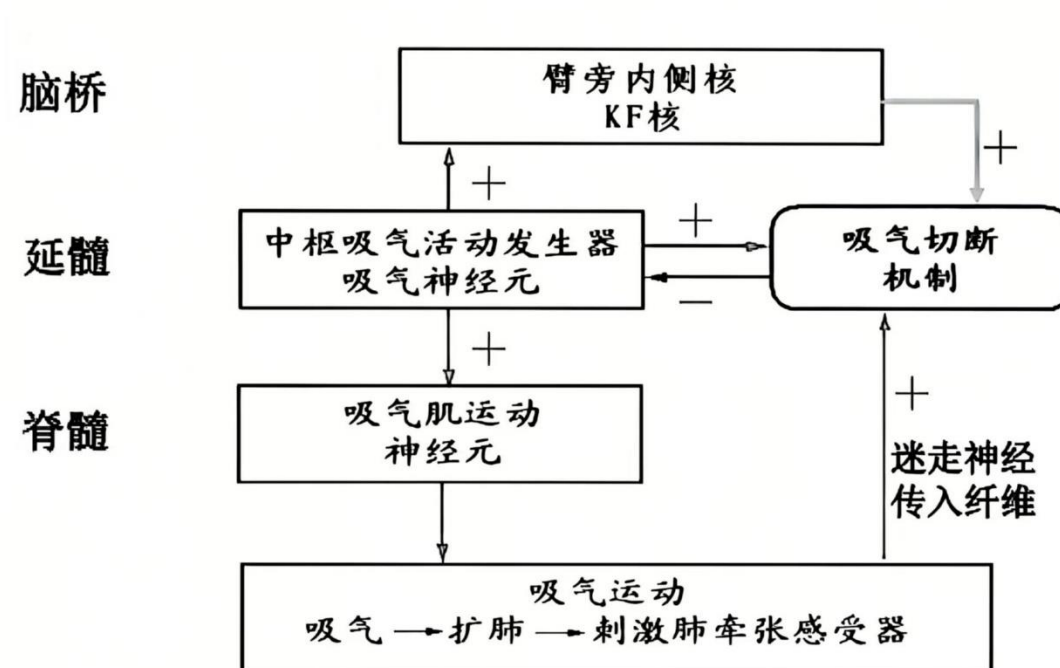 脑桥
臂旁内侧核
KF核
+
+
延髓
中枢吸气活动发生器
吸气神经元
+
−
吸气切断
机制
+
脊髓
吸气肌运动
神经元
+
迷走神经
传入纤维
吸气运动
吸气→扩肺→刺激肺牵张感受器